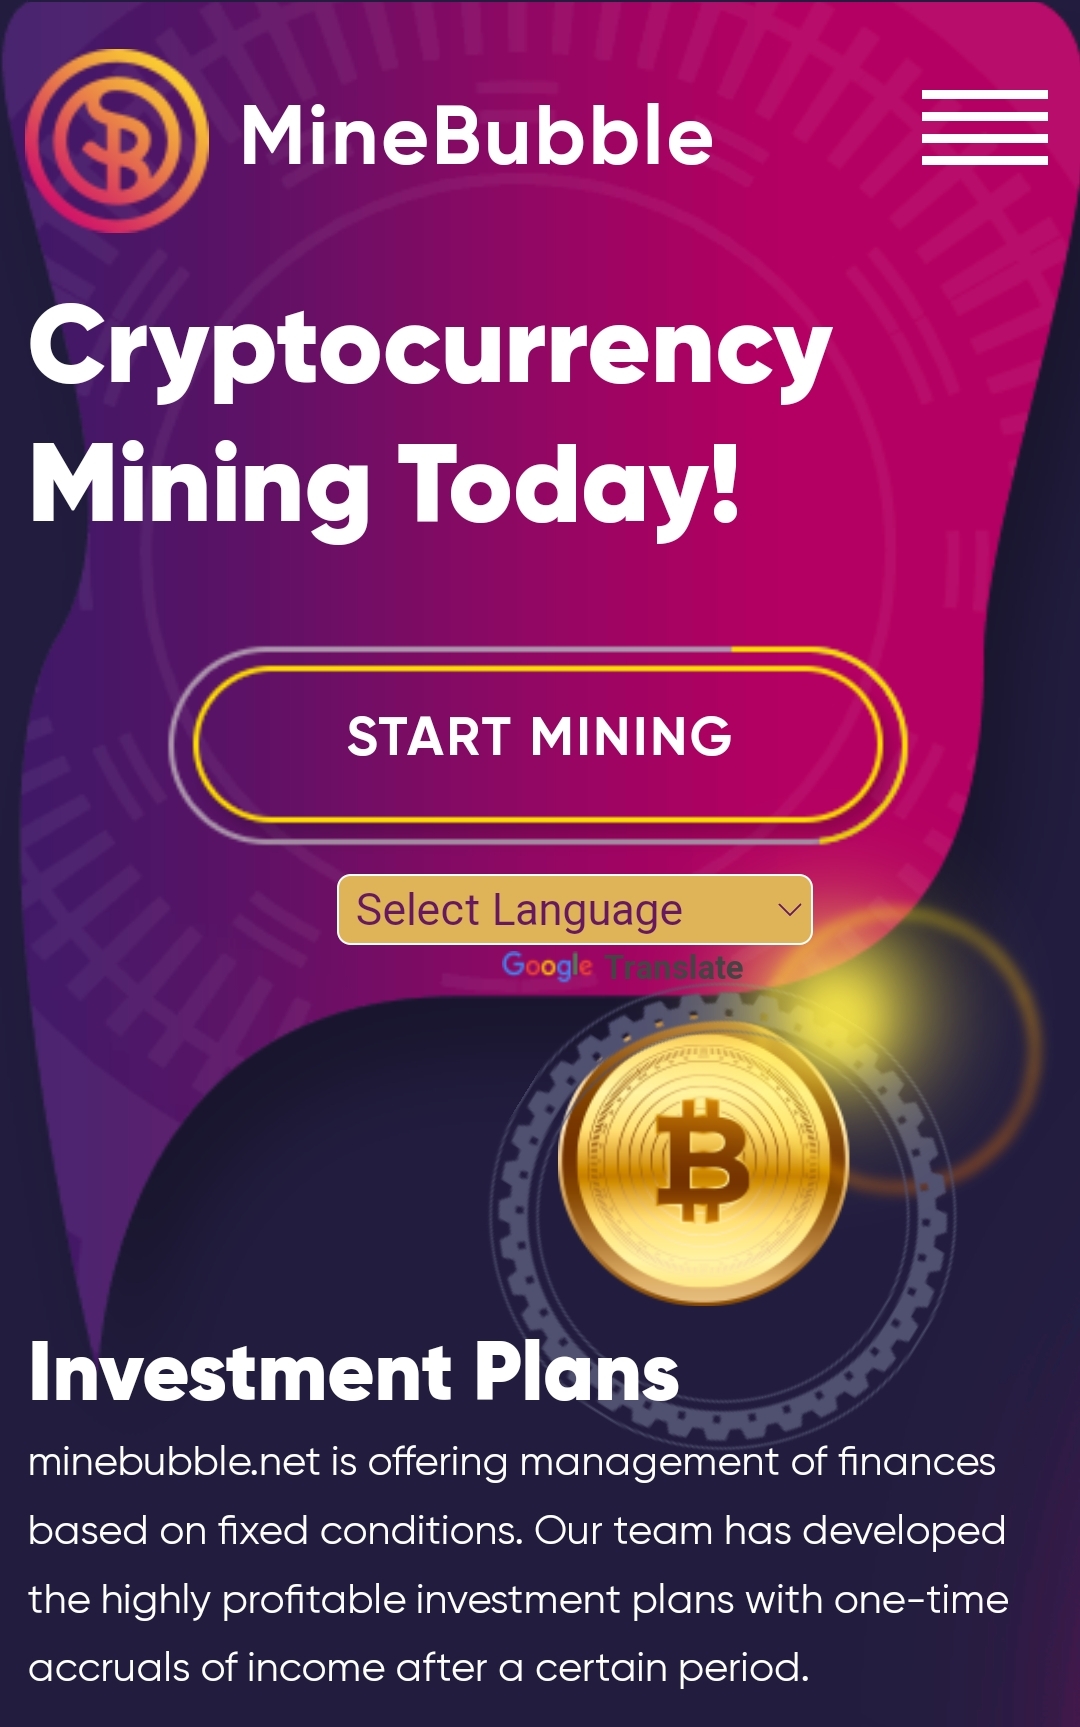 MineBubble
Cryptocurrency
Mining Today!
START MINING
Select Language
Google Translate
Investment Plans
minebubble.net is offering management of finances
based on fixed conditions. Our team has developed
the highly profitable investment plans with one-time
accruals of income after a certain period.